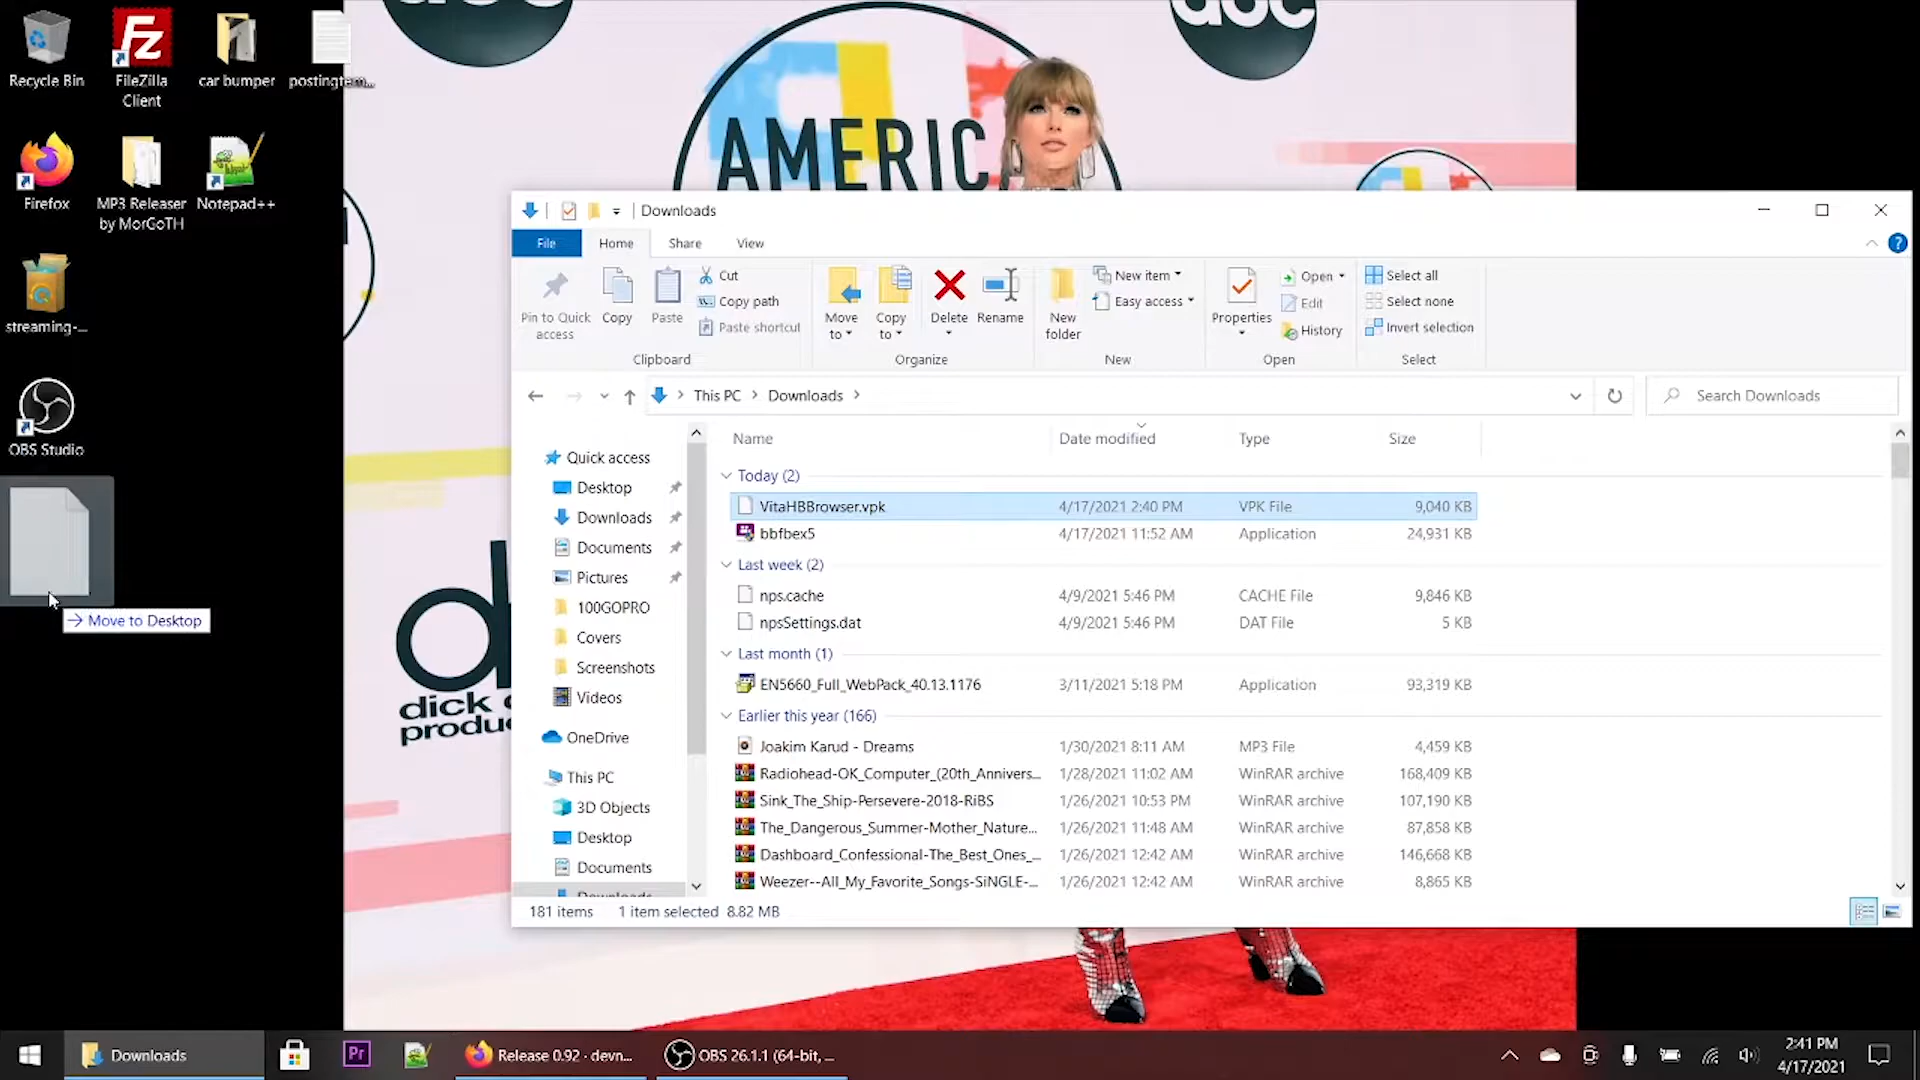 Recycle Bin
FileZilla
Client
car bumper
postingtem...
Firefox
MP3 Releaser
by MorGoTH
Notepad++
streaming-...
OBS Studio
→ Move to Desktop
abc
abc
AMERIC
dick c
produc
Downloads
File
Home
Share
View
Pin to Quick
access
Copy
Paste
Cut
Copy path
Paste shortcut
Clipboard
Move
to
Copy
to
Delete
Rename
Organize
New
folder
New item
Easy access
New
Properties
Open
Edit
History
Open
Select all
Select none
Invert selection
Select
This PC > Downloads >
Search Downloads
Quick access
Desktop
Downloads
Documents
Pictures
100GOPRO
Covers
Screenshots
Videos
OneDrive
This PC
3D Objects
Desktop
Documents
Downloads
Name Date modified Type Size
Today (2)
VitaHBBrowser.vpk 4/17/2021 2:40 PM VPK File 9,040 KB
bbfbex5 4/17/2021 11:52 AM Application 24,931 KB
Last week (2)
nps.cache 4/9/2021 5:46 PM CACHE File 9,846 KB
npsSettings.dat 4/9/2021 5:46 PM DAT File 5 KB
Last month (1)
EN5660_Full_WebPack_40.13.1176 3/11/2021 5:18 PM Application 93,319 KB
Earlier this year (166)
Joakim Karud - Dreams 1/30/2021 8:11 AM MP3 File 4,459 KB
Radiohead-OK_Computer_(20th_Annivers... 1/28/2021 11:02 AM WinRAR archive 168,409 KB
Sink_The_Ship-Persevere-2018-RiBS 1/26/2021 10:53 PM WinRAR archive 107,190 KB
The_Dangerous_Summer-Mother_Nature... 1/26/2021 11:48 AM WinRAR archive 87,858 KB
Dashboard_Confessional-The_Best_Ones_... 1/26/2021 12:42 AM WinRAR archive 146,668 KB
Weezer--All_My_Favorite_Songs-SiNGLE-... 1/26/2021 12:42 AM WinRAR archive 8,865 KB
181 items 1 item selected 8.82 MB
Downloads
Pr
Release 0.92 · devn...
OBS 26.1.1 (64-bit, ...
2:41 PM
4/17/2021